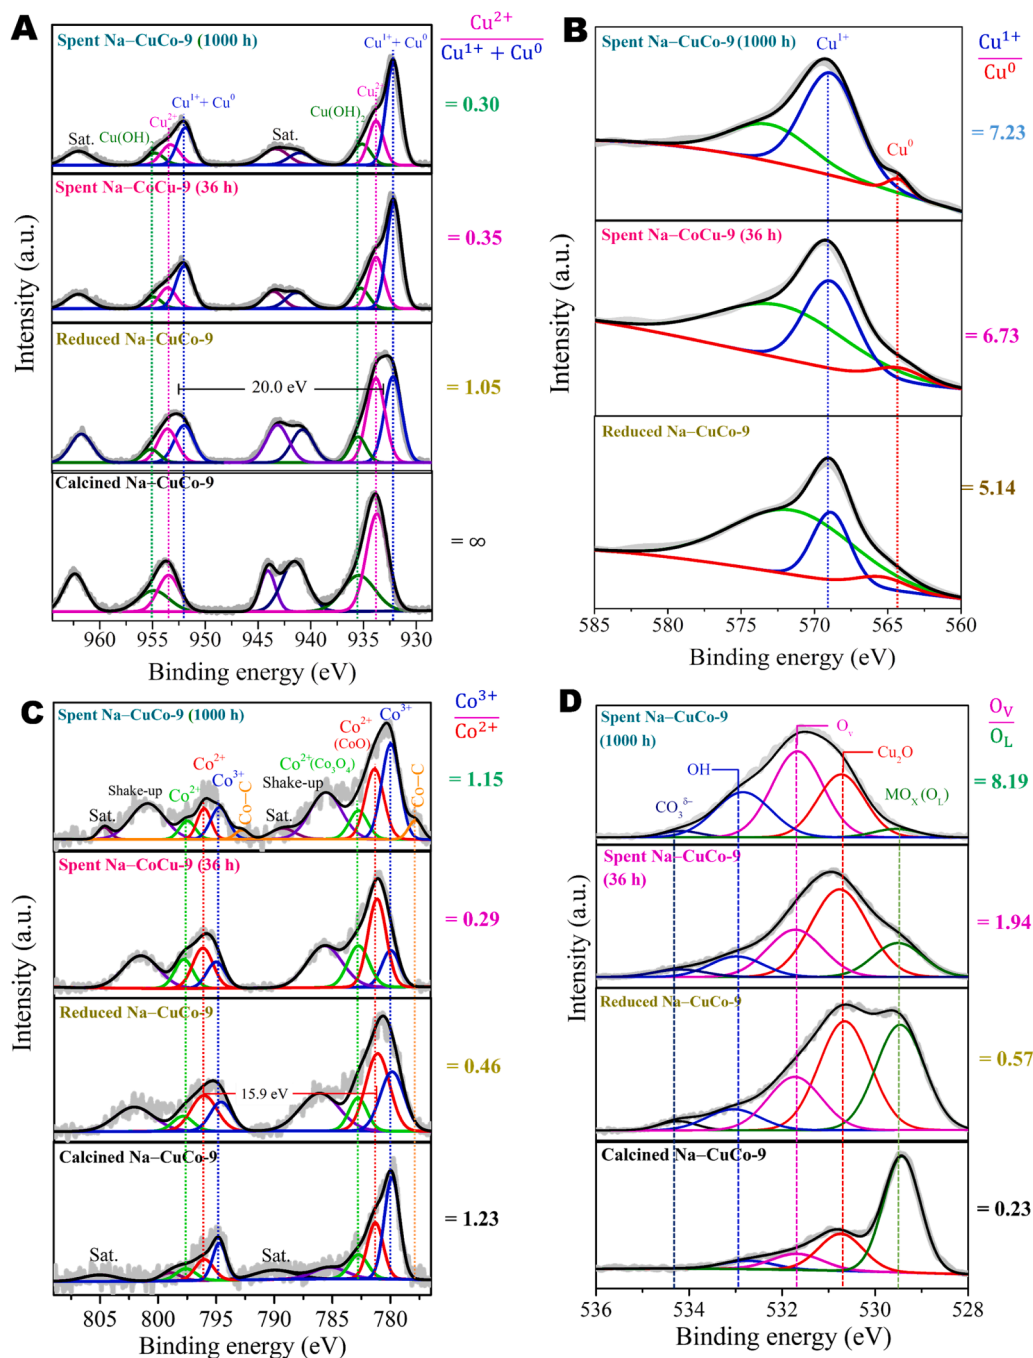 A
Spent Na–CuCo-9 (1000 h)
Cu¹⁺ + Cu⁰
Cu²⁺
Cu¹⁺ + Cu⁰
Cu¹⁺ + Cu⁰
Cu²⁺
Cu(OH)₂
Cu²⁺
Cu(OH)₂
Sat.
Sat.
= 0.30
Spent Na–CoCu-9 (36 h)
= 0.35
Reduced Na–CuCo-9
20.0 eV
= 1.05
Calcined Na–CuCo-9
= ∞
960 955 950 945 940 935 930
Binding energy (eV)
Intensity (a.u.)
B
Spent Na–CuCo-9 (1000 h)
Cu¹⁺
Cu¹⁺
Cu⁰
Cu⁰
= 7.23
Spent Na–CoCu-9 (36 h)
= 6.73
Reduced Na–CuCo-9
= 5.14
585 580 575 570 565 560
Binding energy (eV)
Intensity (a.u.)
C
Spent Na–CuCo-9 (1000 h)
Co³⁺
Co³⁺
Co²⁺
Co²⁺
(CoO)
Co²⁺(Co₃O₄)
Co²⁺
Co³⁺
Shake-up
Shake-up
Co²⁺
Co–C
Co–C
Sat.
Sat.
= 1.15
Spent Na–CoCu-9 (36 h)
= 0.29
Reduced Na–CuCo-9
15.9 eV
= 0.46
Calcined Na–CuCo-9
Sat.
Sat.
= 1.23
805 800 795 790 785 780
Binding energy (eV)
Intensity (a.u.)
D
Spent Na–CuCo-9
(1000 h)
O_V
O_L
O_v
Cu₂O
OH
CO₃^δ−
MO_X (O_L)
= 8.19
Spent Na–CuCo-9
(36 h)
= 1.94
Reduced Na–CuCo-9
= 0.57
Calcined Na–CuCo-9
= 0.23
536 534 532 530 528
Binding energy (eV)
Intensity (a.u.)